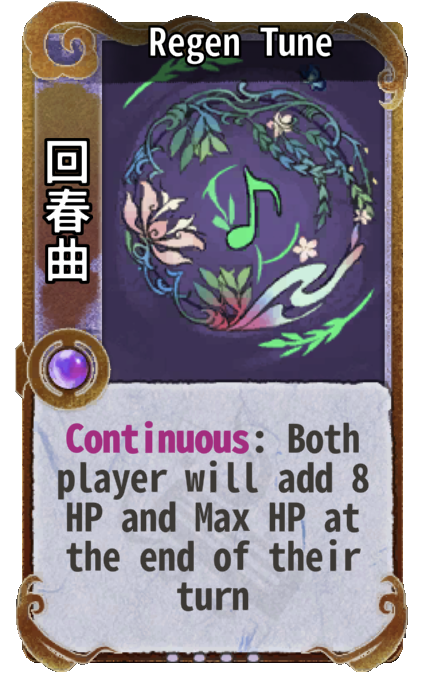 Regen Tune
回春曲
Continuous: Both
player will add 8
HP and Max HP at
the end of their
turn